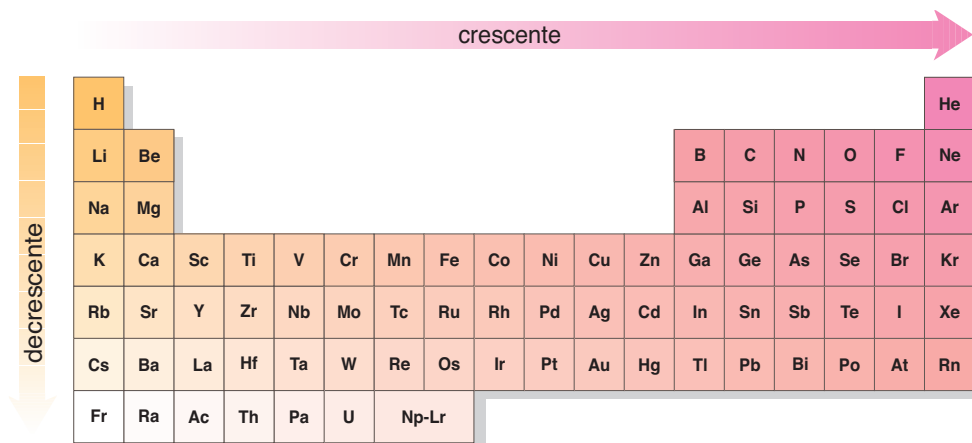 crescente
decrescente
H He
Li Be B C N O F Ne
Na Mg Al Si P S Cl Ar
K Ca Sc Ti V Cr Mn Fe Co Ni Cu Zn Ga Ge As Se Br Kr
Rb Sr Y Zr Nb Mo Tc Ru Rh Pd Ag Cd In Sn Sb Te I Xe
Cs Ba La Hf Ta W Re Os Ir Pt Au Hg Tl Pb Bi Po At Rn
Fr Ra Ac Th Pa U Np-Lr